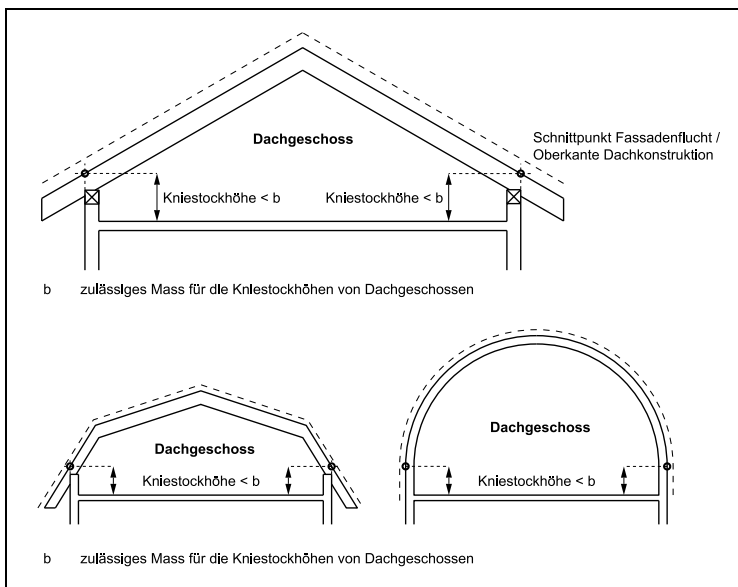 Dachgeschoss
Schnittpunkt Fassadenflucht /
Oberkante Dachkonstruktion
Kniestockhöhe < b
Kniestockhöhe < b
b zulässiges Mass für die Kniestockhöhen von Dachgeschossen
Dachgeschoss
Kniestockhöhe < b
Dachgeschoss
Kniestockhöhe < b
b zulässiges Mass für die Kniestockhöhen von Dachgeschossen